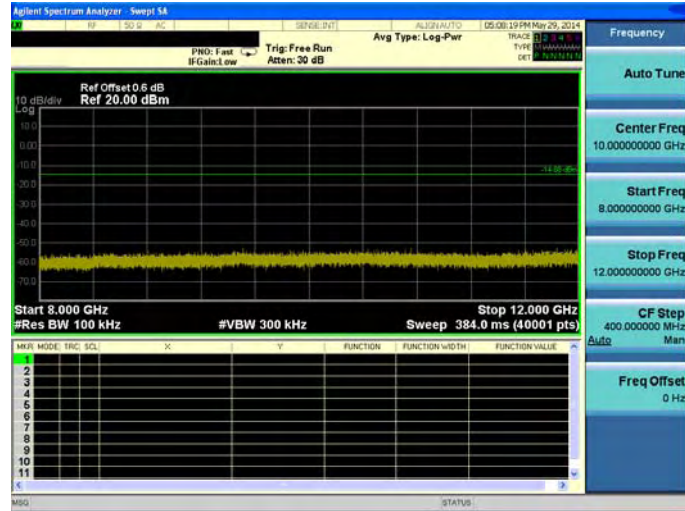 Agilent Spectrum Analyzer - Swept SA
RF 50 Ω AC SENSE:INT ALIGN AUTO 05:08:19 PM May 29, 2014
Avg Type: Log-Pwr
TRACE 1 2 3 4 5 6
TYPE
DET P N N N N N
PNO: Fast
IFGain:Low
Trig: Free Run
Atten: 30 dB
Ref Offset 0.6 dB
10 dB/div Ref 20.00 dBm
Log
10.0
0.00
-10.0
-20.0
-30.0
-40.0
-50.0
-60.0
-70.0
Start 8.000 GHz Stop 12.000 GHz
#Res BW 100 kHz #VBW 300 kHz Sweep 384.0 ms (40001 pts)
MKR MODE TRC SCL X Y FUNCTION FUNCTION WIDTH FUNCTION VALUE
1
2
3
4
5
6
7
8
9
10
11
MSG STATUS
Frequency
Auto Tune
Center Freq
10.000000000 GHz
Start Freq
8.000000000 GHz
Stop Freq
12.000000000 GHz
CF Step
400.000000 MHz
Auto Man
Freq Offset
0 Hz